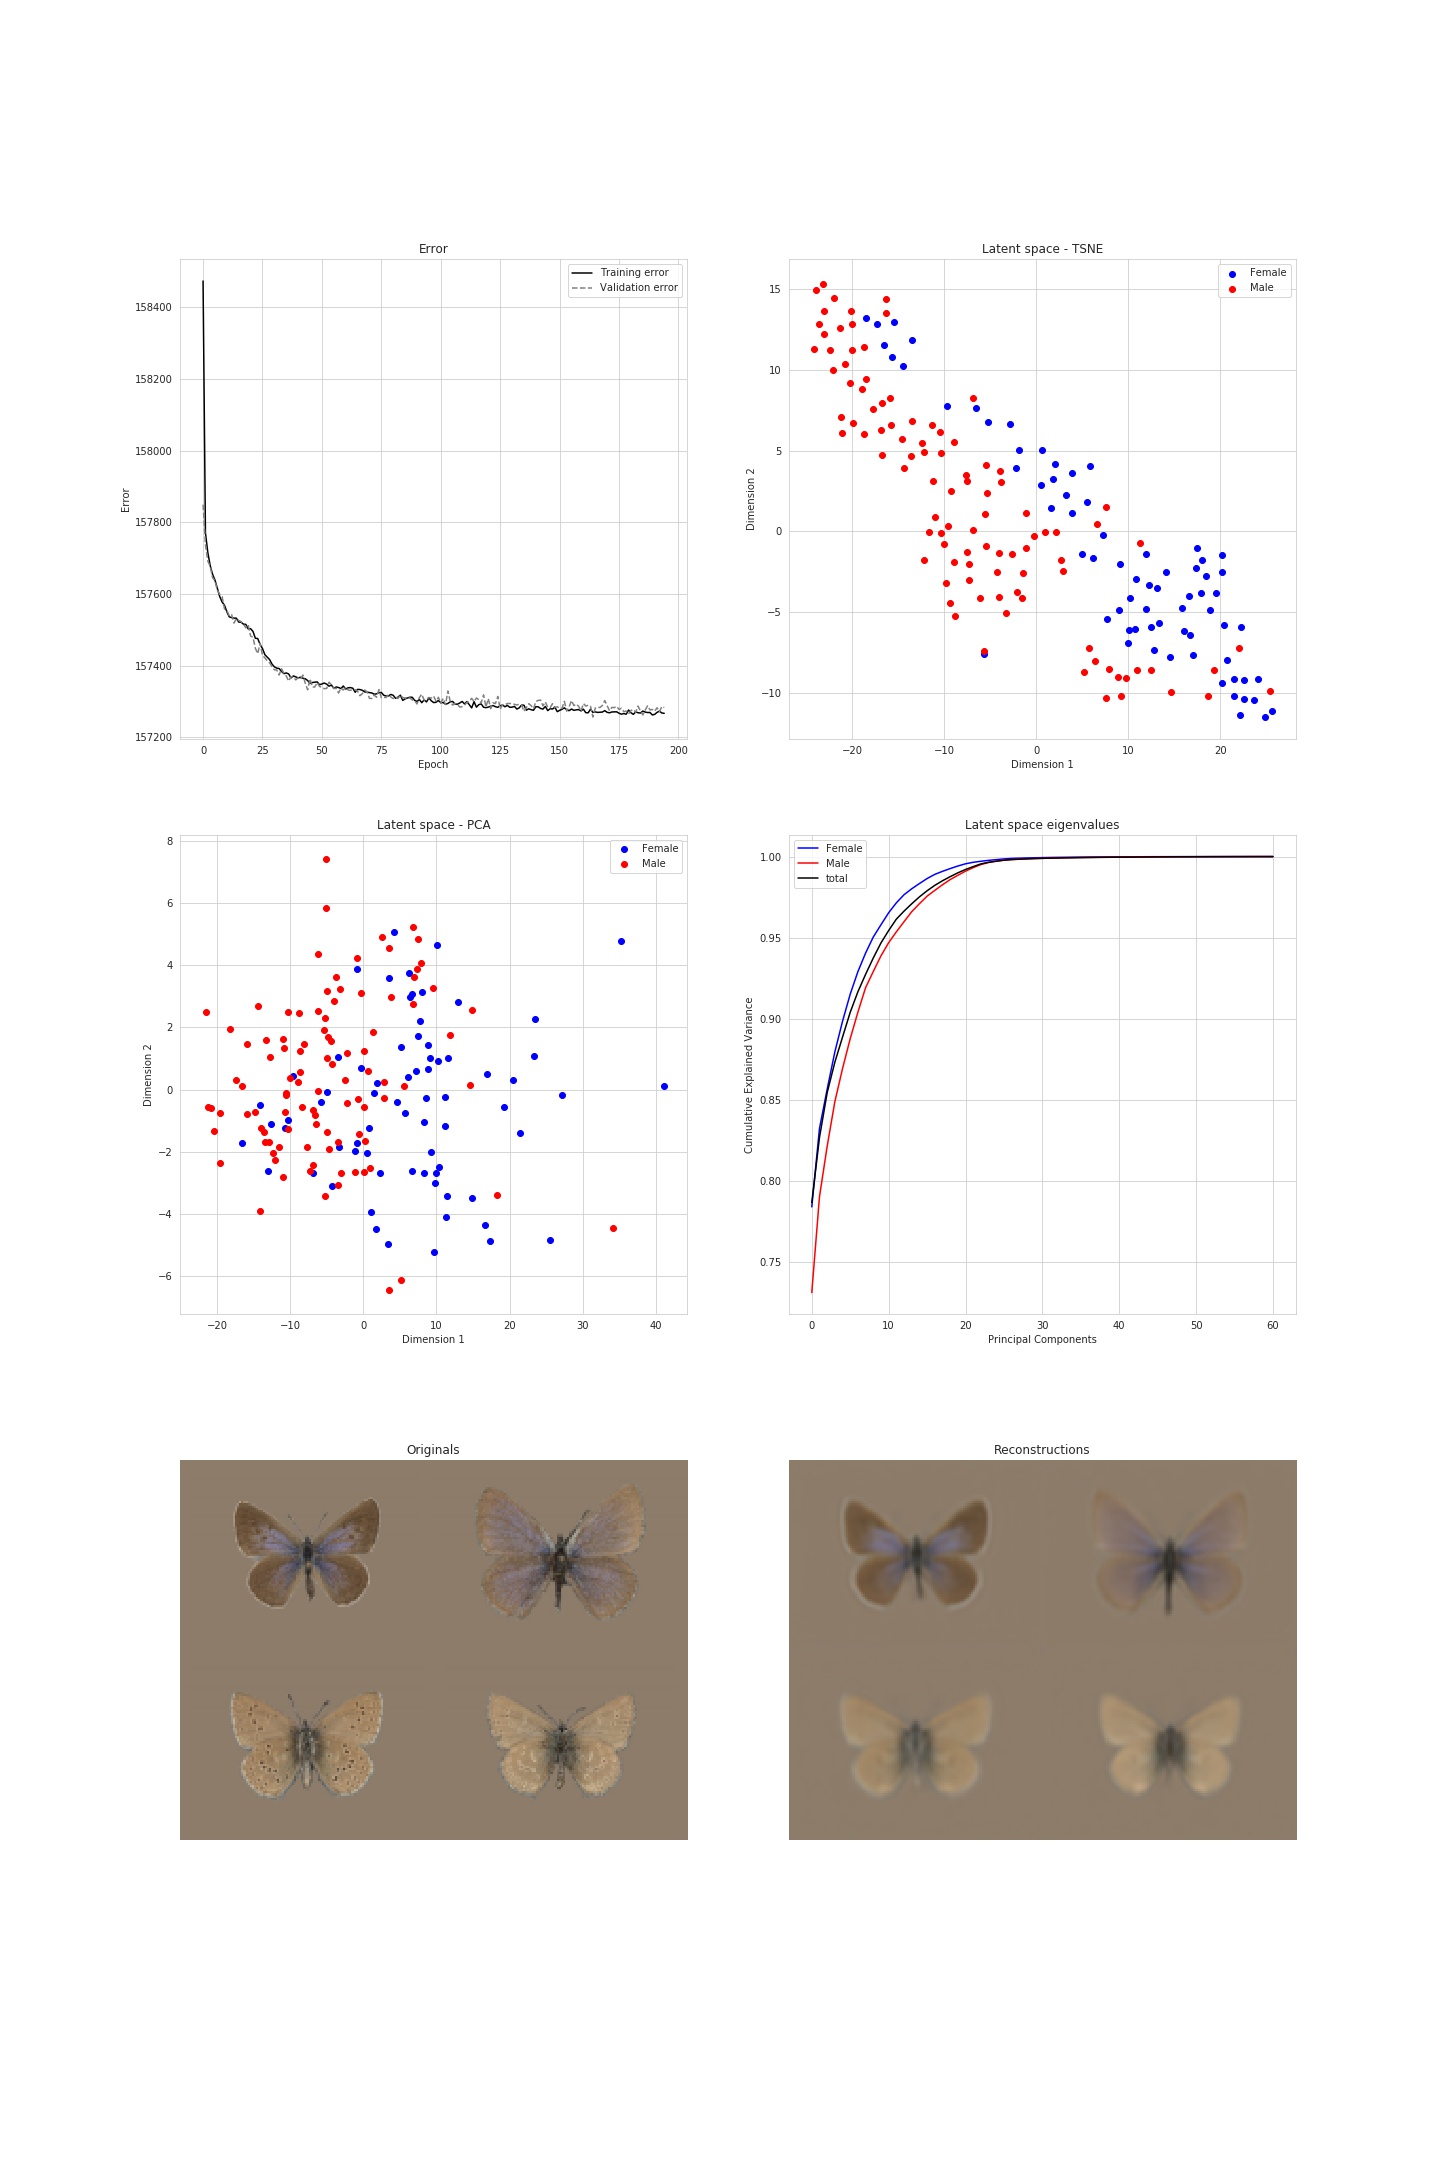 Error
Training error
Validation error
158400
158200
158000
157800
157600
157400
157200
0 25 50 75 100 125 150 175 200
Error
Epoch
Latent space - TSNE
Female
Male
15
10
5
0
−5
−10
−20 −10 0 10 20
Dimension 2
Dimension 1
Latent space - PCA
Female
Male
8
6
4
2
0
−2
−4
−6
−20 −10 0 10 20 30 40
Dimension 2
Dimension 1
Latent space eigenvalues
Female
Male
total
1.00
0.95
0.90
0.85
0.80
0.75
0 10 20 30 40 50 60
Cumulative Explained Variance
Principal Components
Originals
Reconstructions